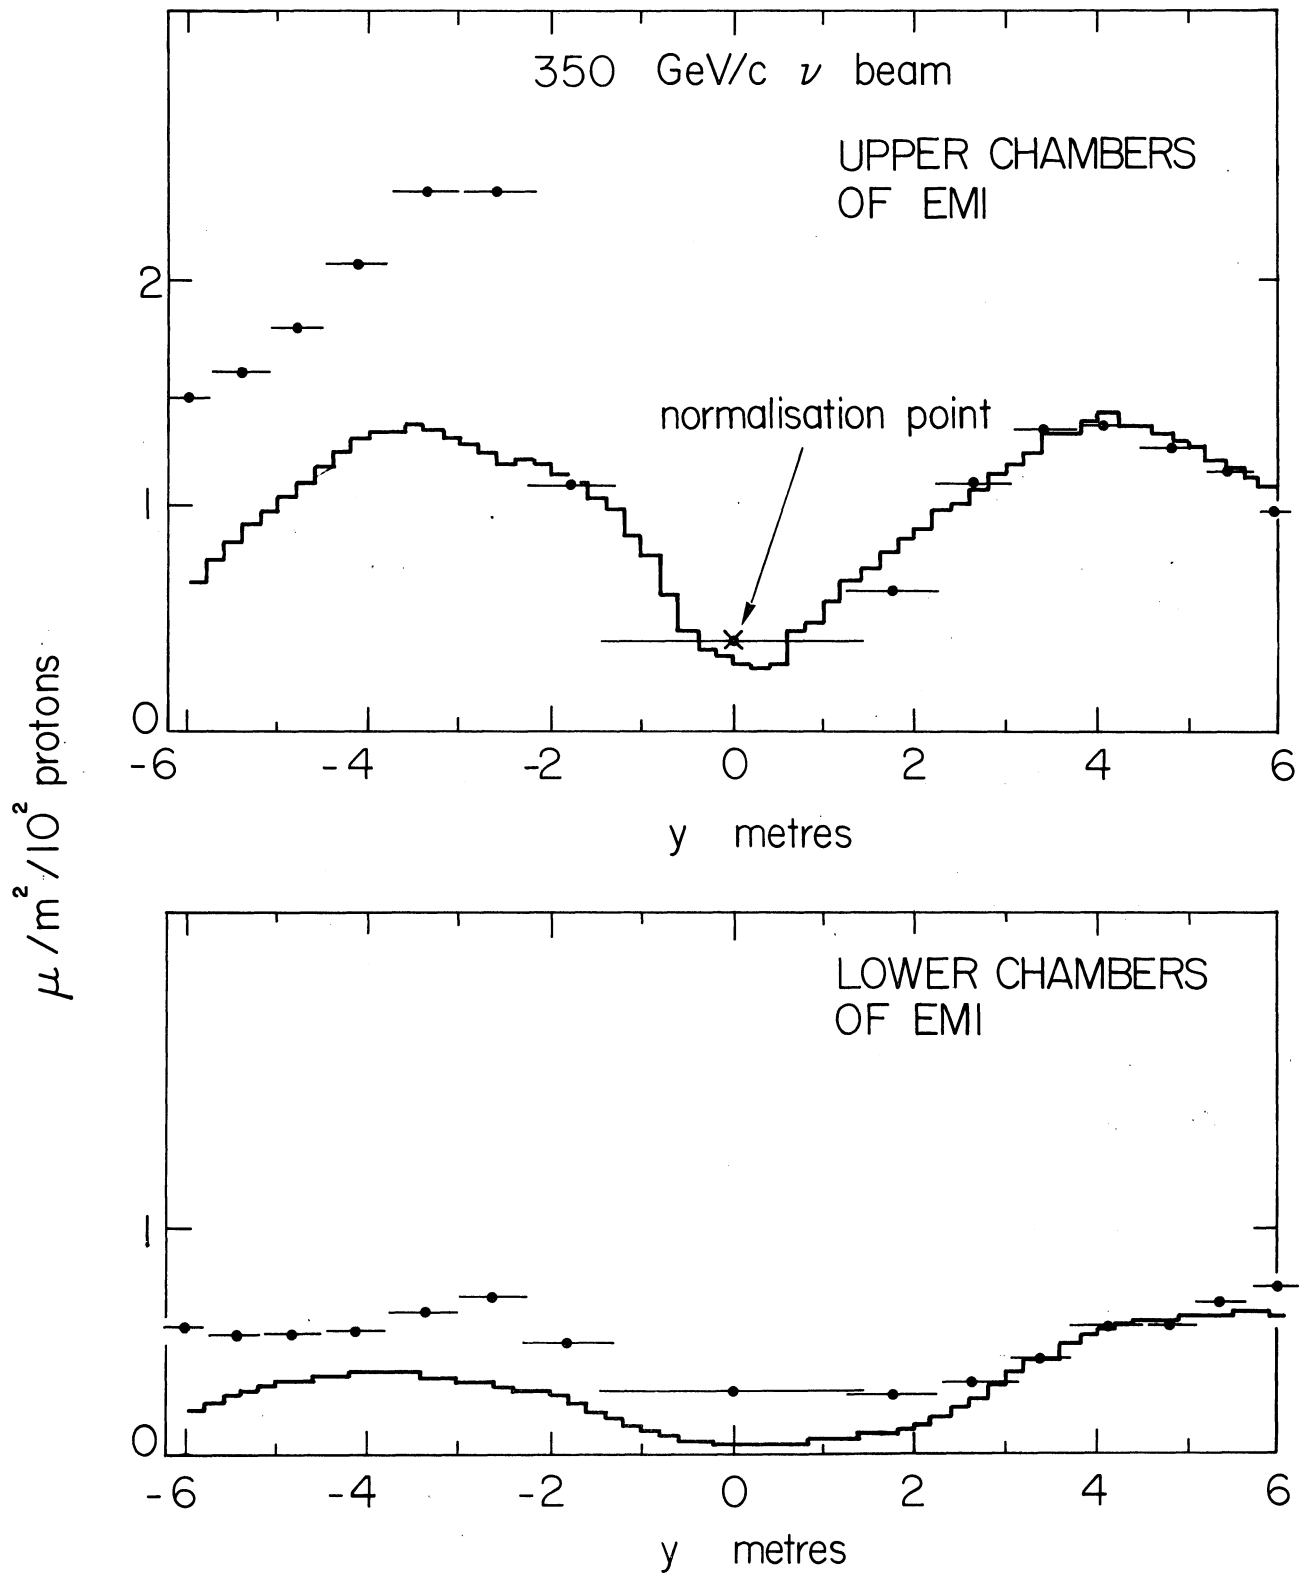 350 GeV/c ν beam
UPPER CHAMBERS
OF EMI
2
normalisation point
1
0
-6 -4 -2 0 2 4 6
y metres
μ/m²/10² protons
LOWER CHAMBERS
OF EMI
1
0
-6 -4 -2 0 2 4 6
y metres